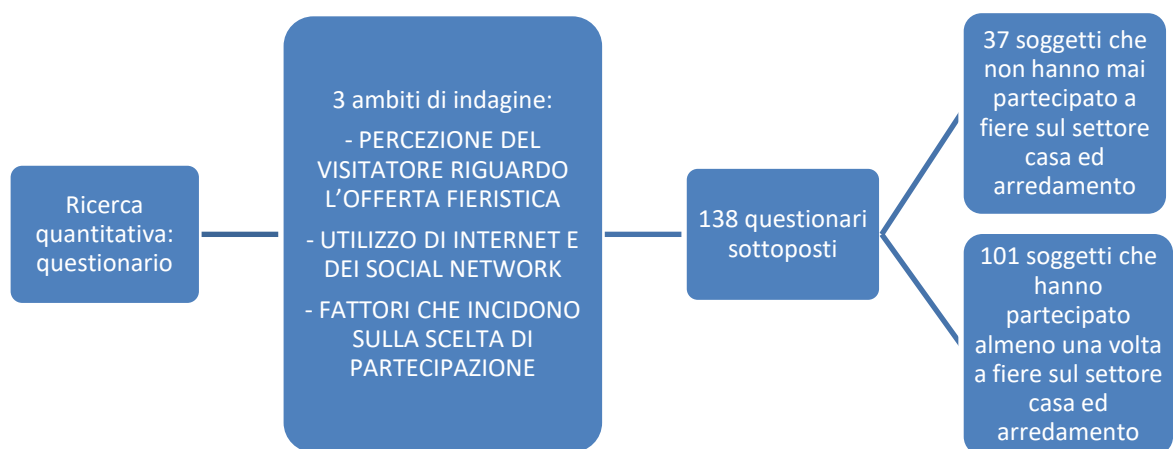 Ricerca
quantitativa:
questionario
3 ambiti di indagine:
- PERCEZIONE DEL
VISITATORE RIGUARDO
L’OFFERTA FIERISTICA
- UTILIZZO DI INTERNET E
DEI SOCIAL NETWORK
- FATTORI CHE INCIDONO
SULLA SCELTA DI
PARTECIPAZIONE
138 questionari
sottoposti
37 soggetti che
non hanno mai
partecipato a
fiere sul settore
casa ed
arredamento
101 soggetti che
hanno
partecipato
almeno una volta
a fiere sul settore
casa ed
arredamento